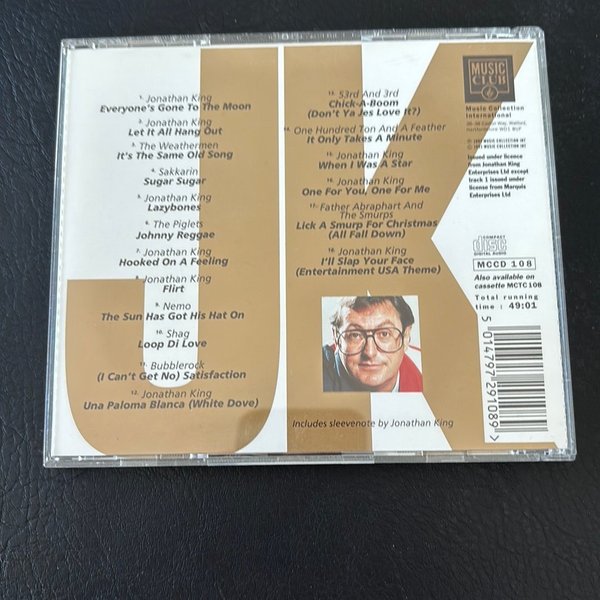 JK
1. Jonathan King
Everyone's Gone To The Moon
2. Jonathan King
Let It All Hang Out
3. The Weathermen
It's The Same Old Song
4. Sakkarin
Sugar Sugar
5. Jonathan King
Lazybones
6. The Piglets
Johnny Reggae
7. Jonathan King
Hooked On A Feeling
8. Jonathan King
Flirt
9. Nemo
The Sun Has Got His Hat On
10. Shag
Loop Di Love
11. Bubblerock
(I Can't Get No) Satisfaction
12. Jonathan King
Una Paloma Blanca (White Dove)
13. 53rd And 3rd
Chick-A-Boom
(Don't Ya Jes Love It?)
14. One Hundred Ton And A Feather
It Only Takes A Minute
15. Jonathan King
When I Was A Star
16. Jonathan King
One For You, One For Me
17. Father Abraphart And
The Smurps
Lick A Smurp For Christmas
(All Fall Down)
18. Jonathan King
I'll Slap Your Face
(Entertainment USA Theme)
Includes sleevenote by Jonathan King
MUSIC
CLUB
Music Collection
International
Issued under licence
from Jonathan King
Enterprises Ltd except
track 1 issued under
license from Marquis
Enterprises Ltd
COMPACT
disc
DIGITAL AUDIO
MCCD 108
Also available on
cassette MCTC108
Total running
time : 49:01
5 014797 291089 >